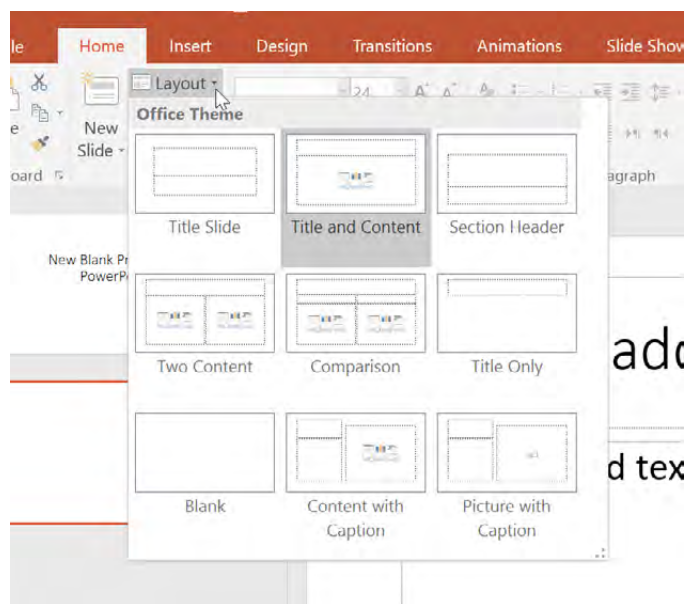 le Home Insert Design Transitions Animations Slide Show
Layout
24 A A
Office Theme
New
Slide
oard
agraph
Title Slide Title and Content Section Header
New Blank Pr
PowerP
Two Content Comparison Title Only
add
d tex
Blank Content with Picture with
Caption Caption